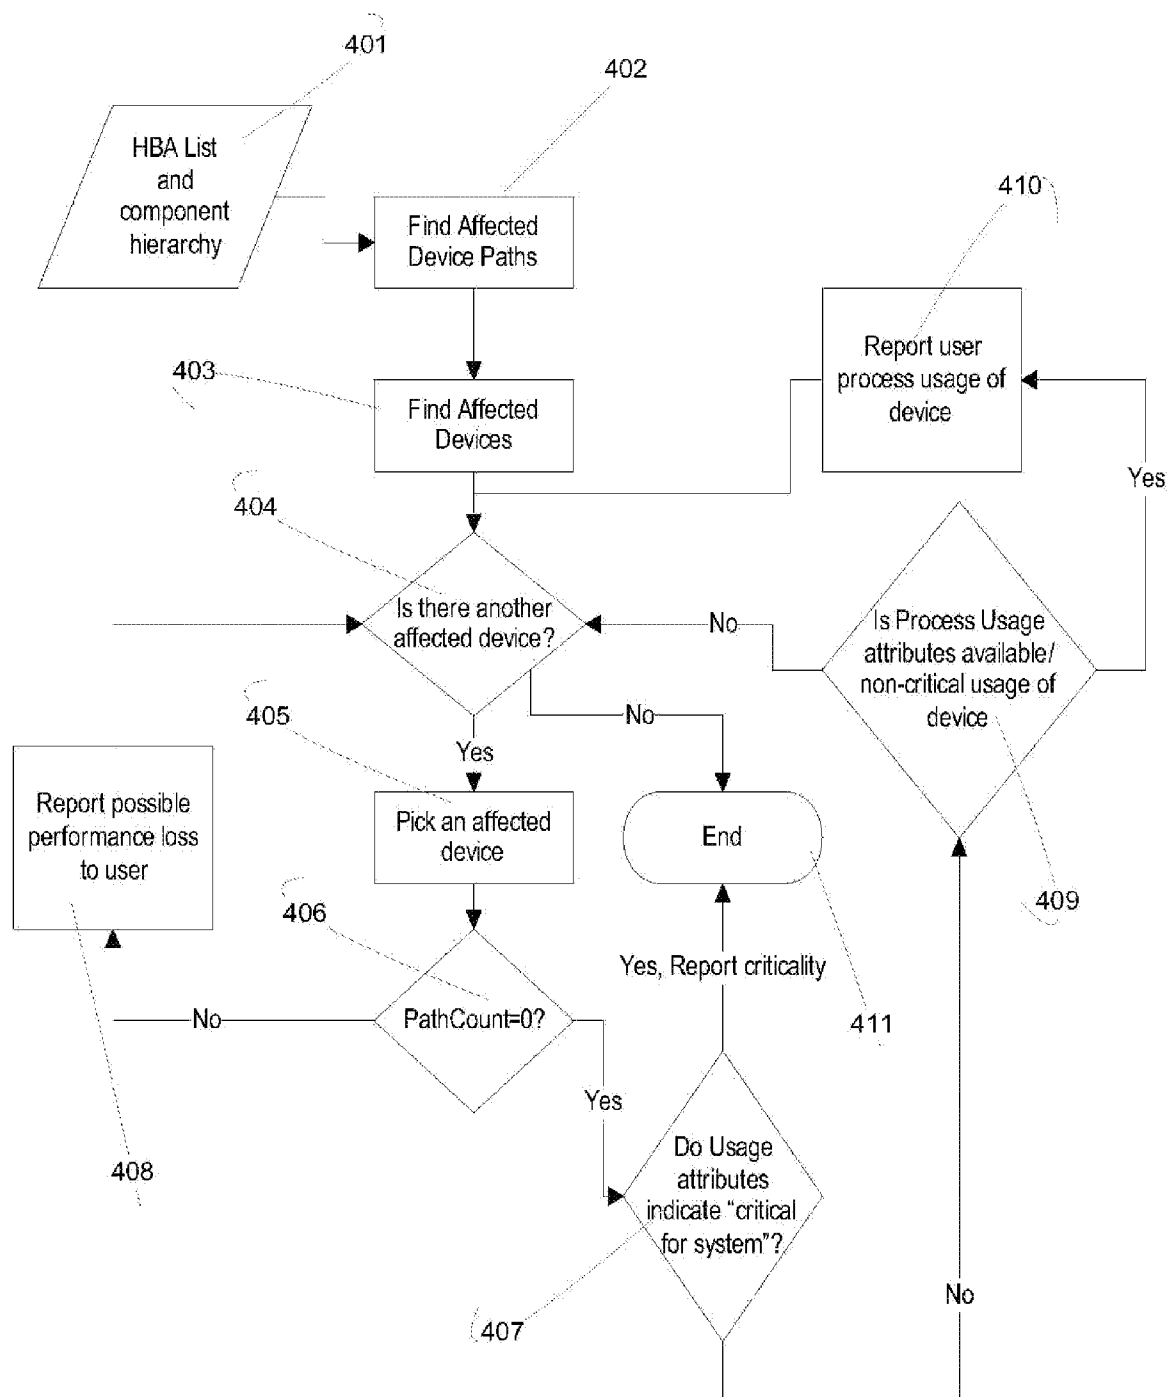 401
402
HBA List
and
component
hierarchy
410
Find Affected
Device Paths
Report user
process usage of
device
403
Find Affected
Devices
Yes
404
Is there another
affected device?
No
Is Process Usage
attributes available/
non-critical usage of
device
405
No
Yes
Report possible
performance loss
to user
Pick an affected
device
End
406
409
Yes, Report criticality
No
PathCount=0?
411
Yes
408
Do Usage
attributes
indicate “critical
for system”?
No
407